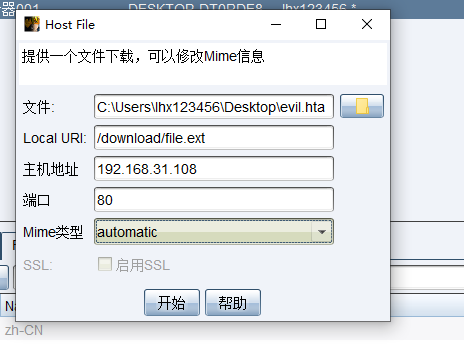 器001 DESKTOP-DT0RDE8 lhx123456 *
Host File
提供一个文件下载，可以修改Mime信息
文件: C:\Users\lhx123456\Desktop\evil.hta
Local URI: /download/file.ext
主机地址 192.168.31.108
端口 80
Mime类型 automatic
SSL: 启用SSL
开始 帮助
zh-CN